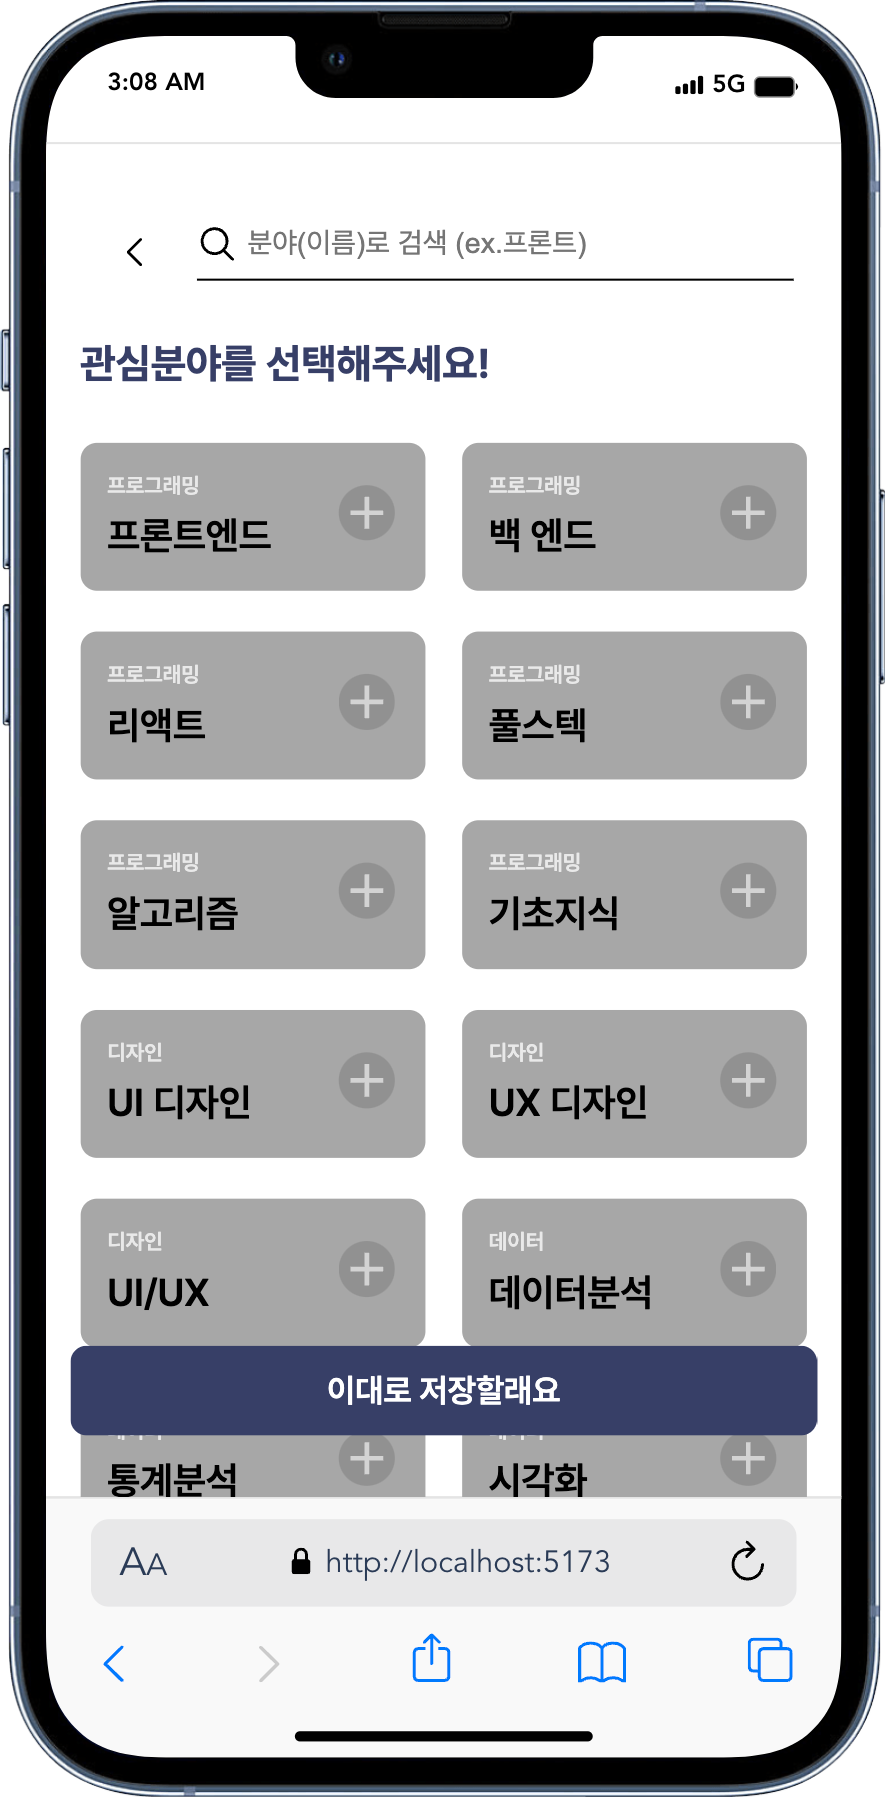 3:08 AM
5G
분야(이름)로 검색 (ex.프론트)
관심분야를 선택해주세요!
프로그래밍
프론트엔드
프로그래밍
백 엔드
프로그래밍
리액트
프로그래밍
풀스텍
프로그래밍
알고리즘
프로그래밍
기초지식
디자인
UI 디자인
디자인
UX 디자인
디자인
UI/UX
데이터
데이터분석
이대로 저장할래요
통계분석
시각화
AA
http://localhost:5173